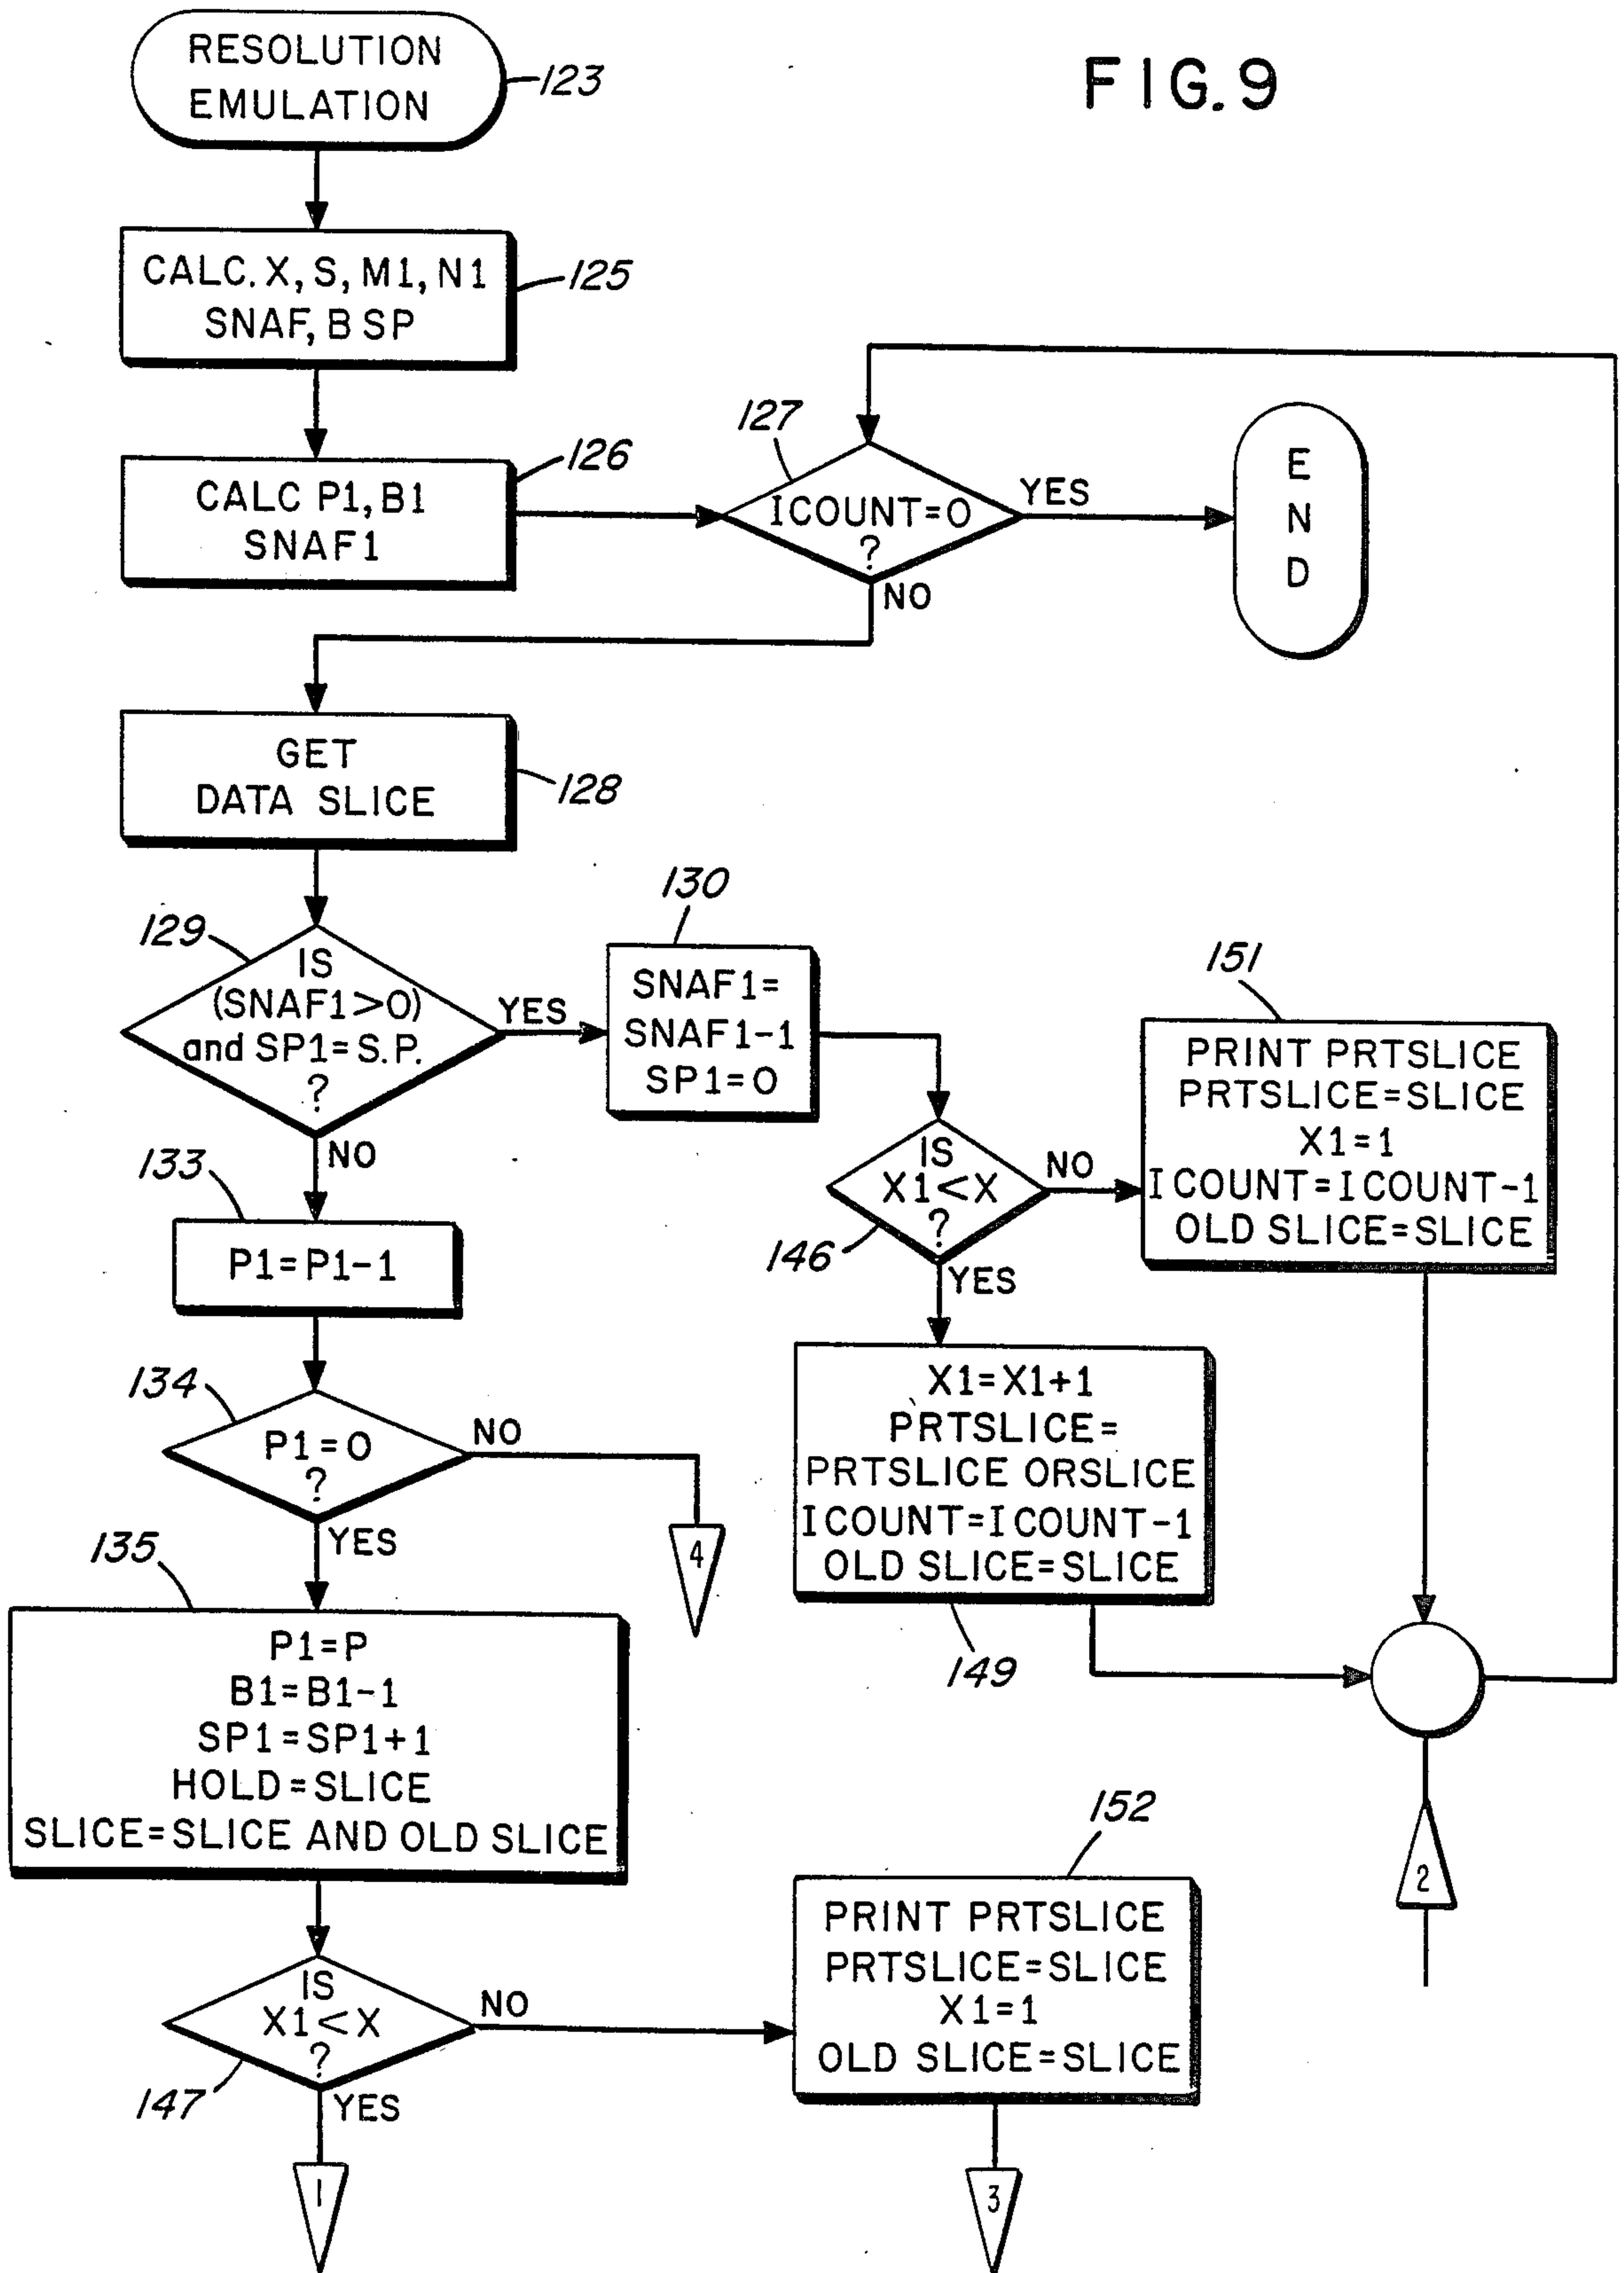 FIG. 9
RESOLUTION
EMULATION
123
CALC. X, S, M1, N1
SNAF, B SP
125
CALC P1, B1
SNAF1
126
127
I COUNT=0
?
YES
NO
E
N
D
GET
DATA SLICE
128
129
IS
(SNAF1>0)
and SP1=S.P.
?
YES
NO
130
SNAF1=
SNAF1-1
SP1=0
IS
X1<X
?
146
NO
YES
151
PRINT PRTSLICE
PRTSLICE=SLICE
X1=1
I COUNT=I COUNT-1
OLD SLICE=SLICE
133
P1=P1-1
134
P1=0
?
NO
YES
4
X1=X1+1
PRTSLICE=
PRTSLICE ORSLICE
I COUNT=I COUNT-1
OLD SLICE=SLICE
149
135
P1=P
B1=B1-1
SP1=SP1+1
HOLD=SLICE
SLICE=SLICE AND OLD SLICE
2
IS
X1<X
?
147
NO
YES
152
PRINT PRTSLICE
PRTSLICE=SLICE
X1=1
OLD SLICE=SLICE
1
3